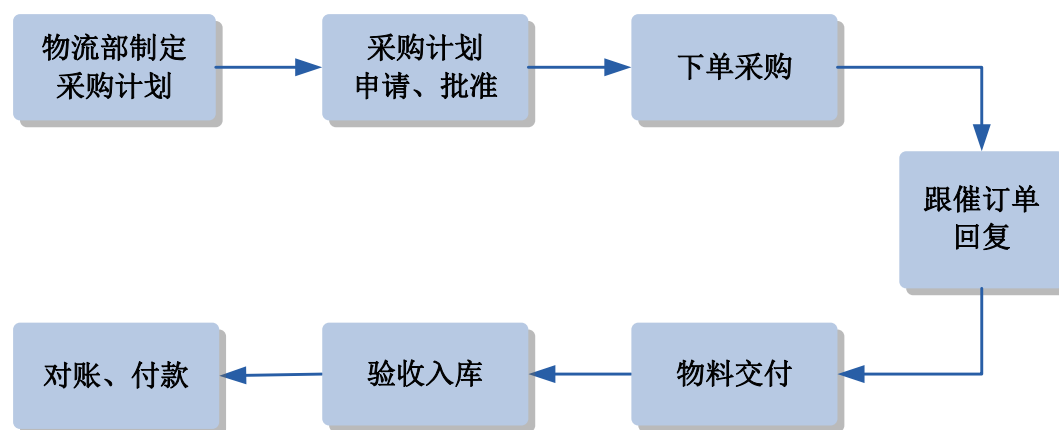 物流部制定
采购计划
采购计划
申请、批准
下单采购
跟催订单
回复
物料交付
验收入库
对账、付款